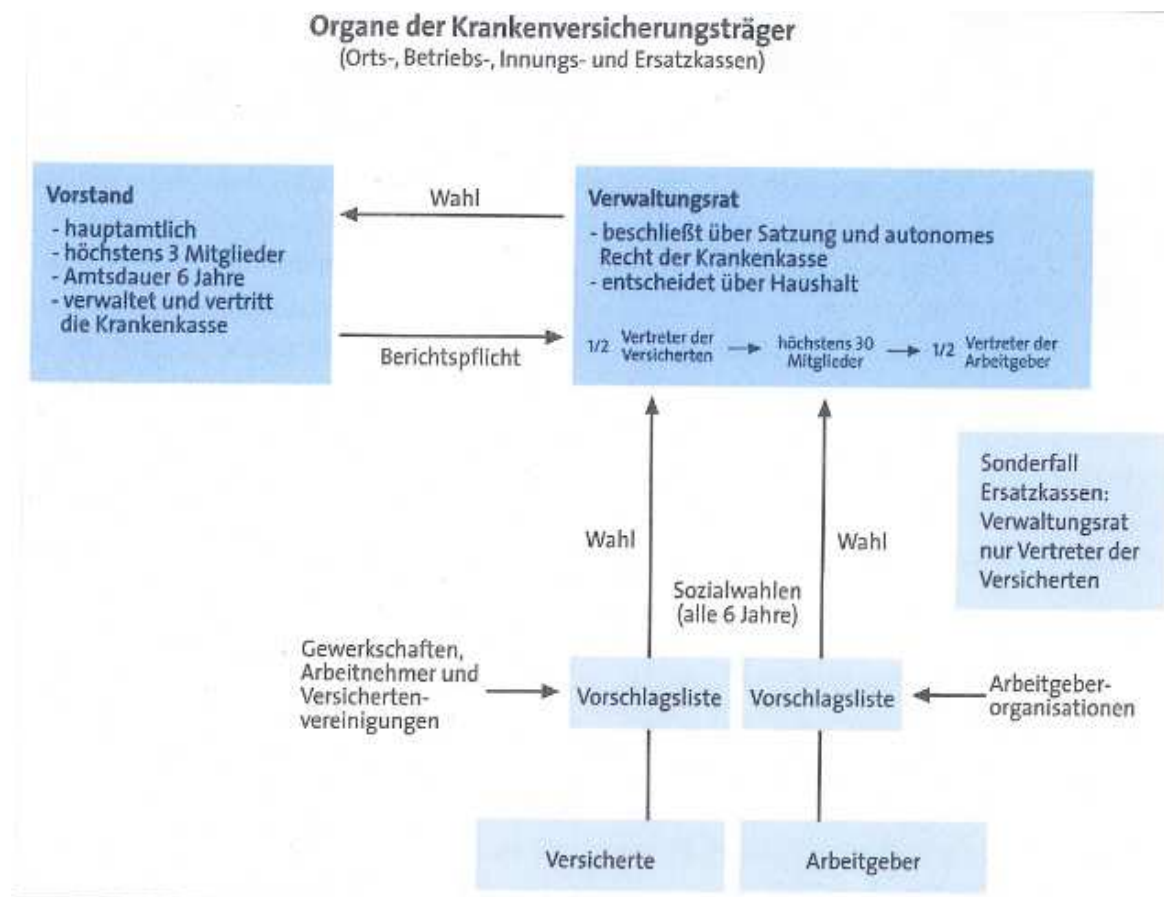 Organe der Krankenversicherungsträger
(Orts-, Betriebs-, Innungs- und Ersatzkassen)
Vorstand
- hauptamtlich
- höchstens 3 Mitglieder
- Amtsdauer 6 Jahre
- verwaltet und vertritt
die Krankenkasse
Wahl
Berichtspflicht
Verwaltungsrat
- beschließt über Satzung und autonomes
Recht der Krankenkasse
- entscheidet über Haushalt
1/2 Vertreter der
Versicherten
höchstens 30
Mitglieder
1/2 Vertreter der
Arbeitgeber
Sonderfall
Ersatzkassen:
Verwaltungsrat
nur Vertreter der
Versicherten
Wahl
Wahl
Sozialwahlen
(alle 6 Jahre)
Gewerkschaften,
Arbeitnehmer und
Versicherten-
vereinigungen
Vorschlagsliste
Vorschlagsliste
Arbeitgeber-
organisationen
Versicherte
Arbeitgeber